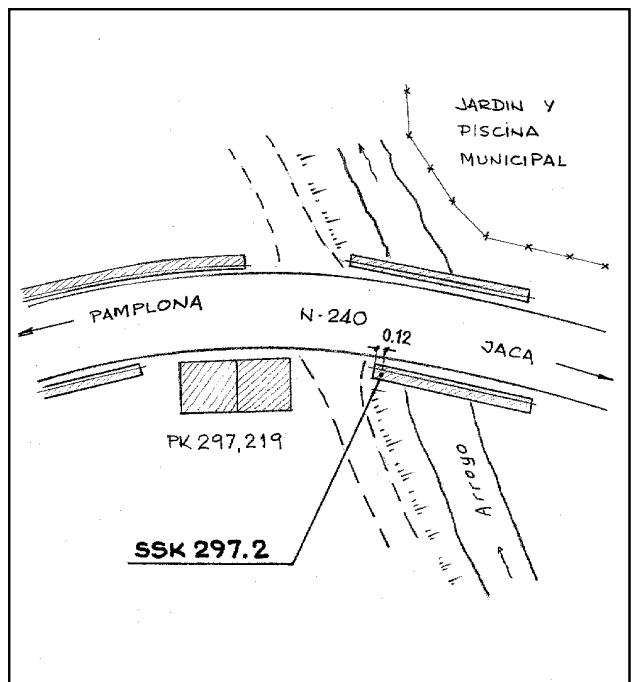 JARDIN Y
PISCINA
MUNICIPAL
PAMPLONA
N-240
0.12
JACA
PK 297,219
Arroyo
SSK 297.2